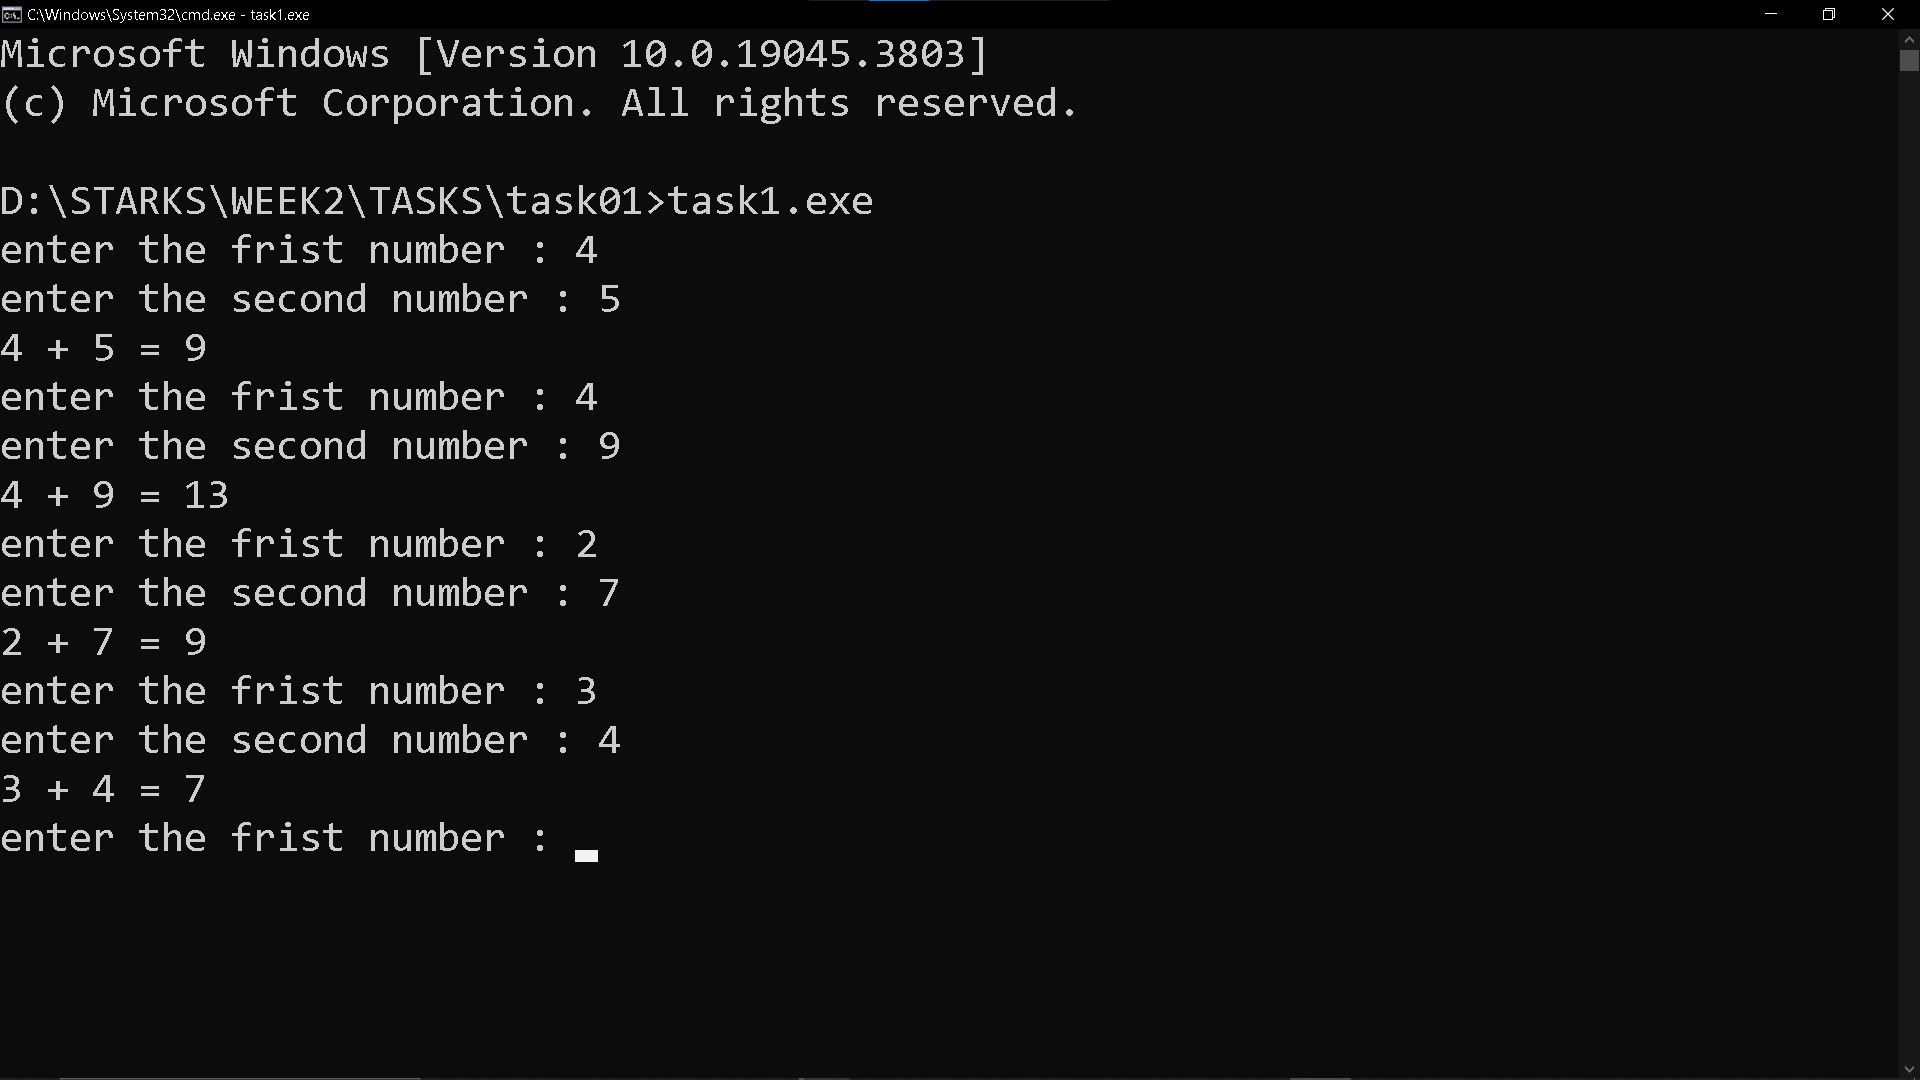 C:\Windows\System32\cmd.exe - task1.exe
Microsoft Windows [Version 10.0.19045.3803]
(c) Microsoft Corporation. All rights reserved.
D:\STARKS\WEEK2\TASKS\task01>task1.exe
enter the frist number : 4
enter the second number : 5
4 + 5 = 9
enter the frist number : 4
enter the second number : 9
4 + 9 = 13
enter the frist number : 2
enter the second number : 7
2 + 7 = 9
enter the frist number : 3
enter the second number : 4
3 + 4 = 7
enter the frist number :